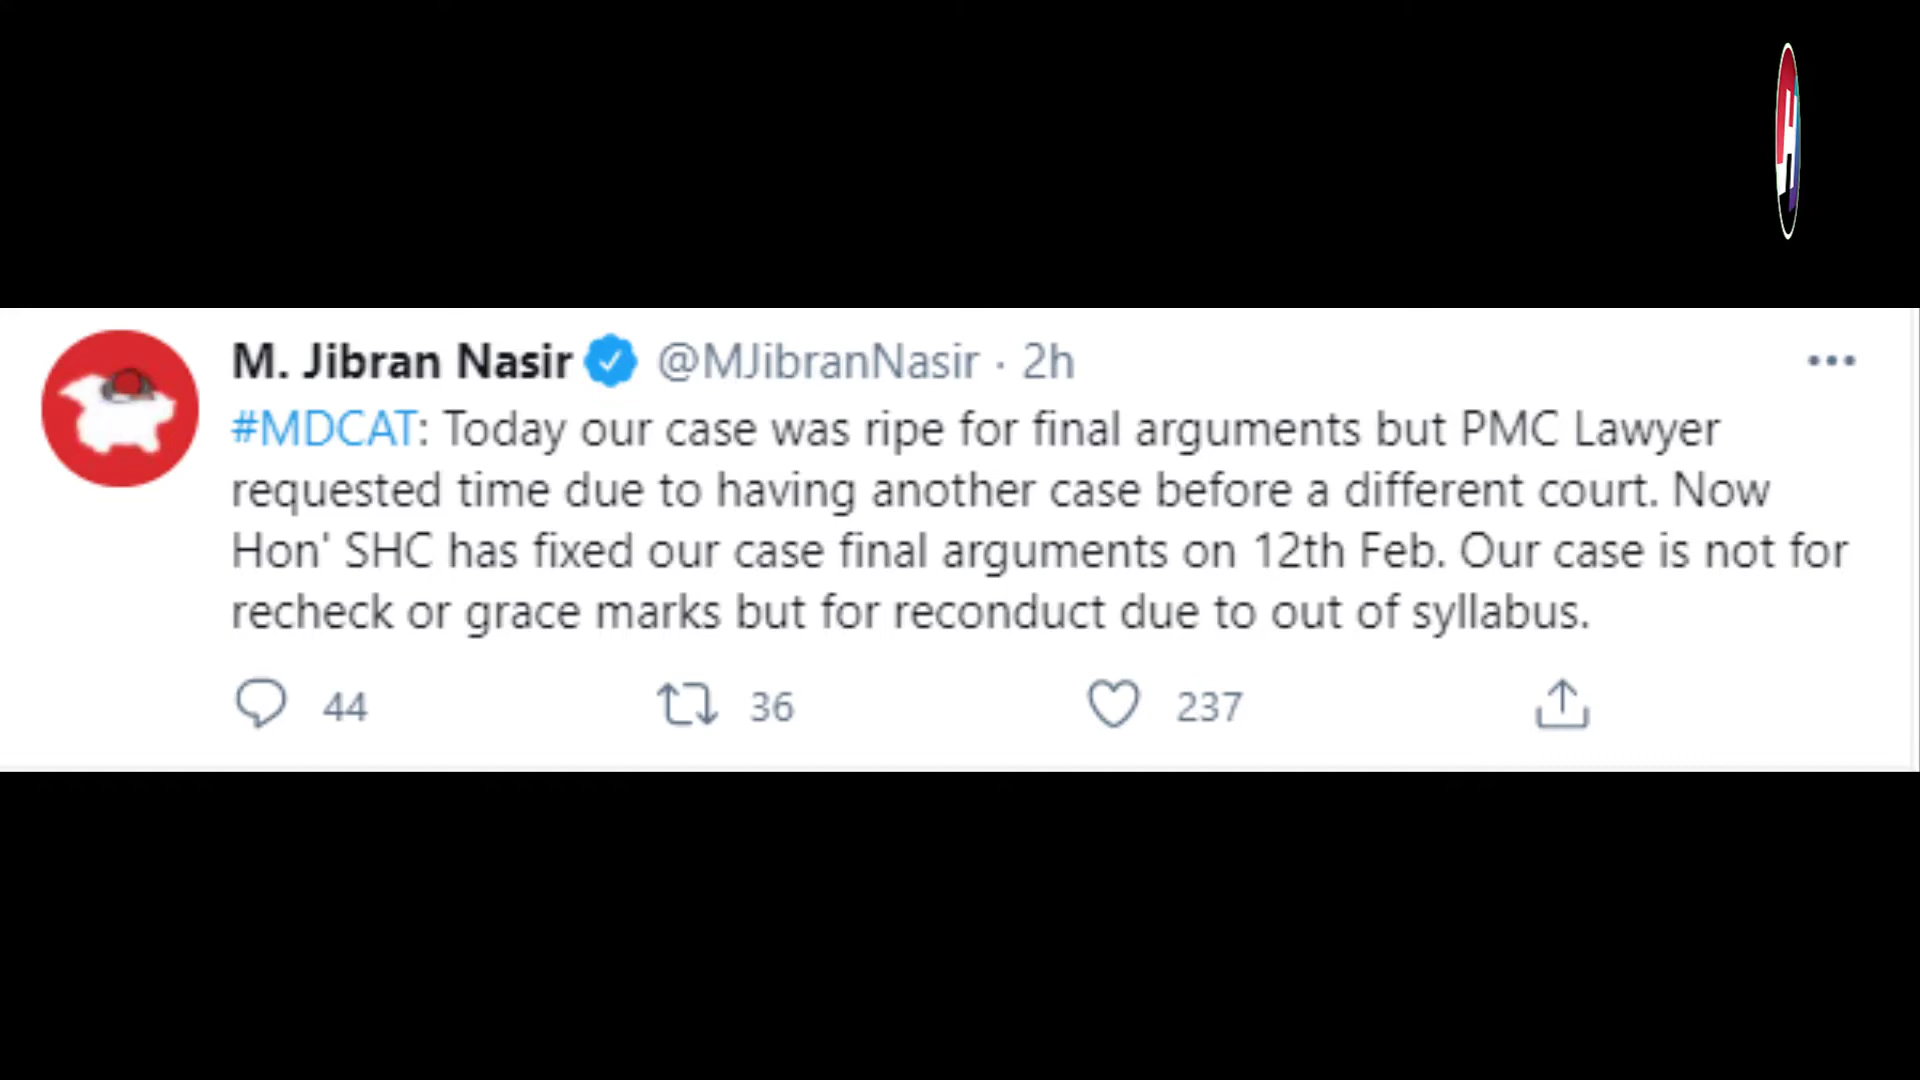 M. Jibran Nasir @MJibranNasir · 2h
#MDCAT: Today our case was ripe for final arguments but PMC Lawyer
requested time due to having another case before a different court. Now
Hon' SHC has fixed our case final arguments on 12th Feb. Our case is not for
recheck or grace marks but for reconduct due to out of syllabus.
44 36 237